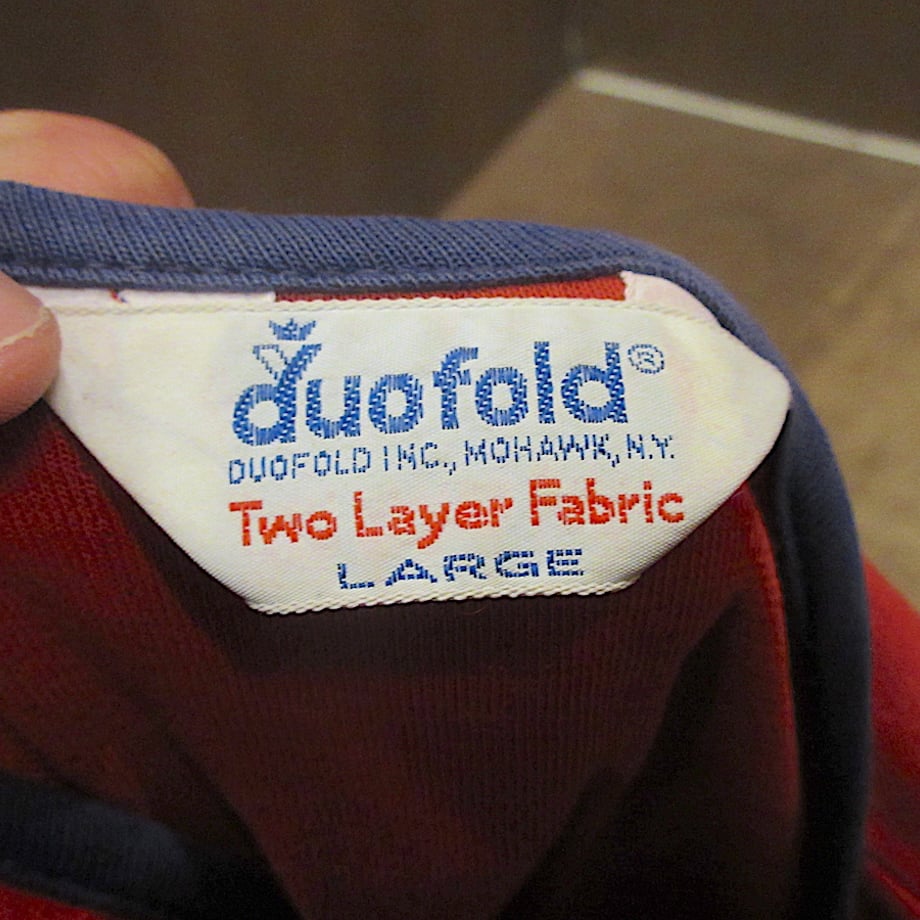 duofold®
DUOFOLD INC., MOHAWK, N.Y.
Two Layer Fabric
LARGE